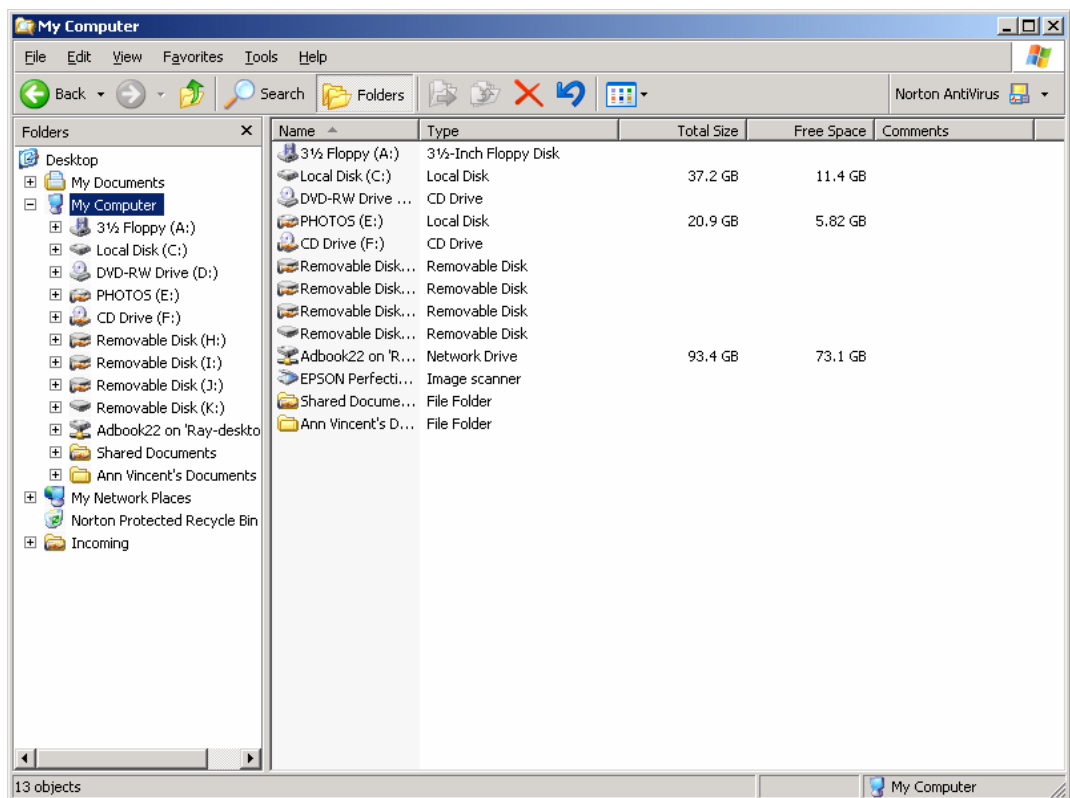 My Computer
File Edit View Favorites Tools Help
Back Search Folders Norton AntiVirus
Folders
Desktop
My Documents
My Computer
3½ Floppy (A:)
Local Disk (C:)
DVD-RW Drive (D:)
PHOTOS (E:)
CD Drive (F:)
Removable Disk (H:)
Removable Disk (I:)
Removable Disk (J:)
Removable Disk (K:)
Adbook22 on 'Ray-deskto
Shared Documents
Ann Vincent's Documents
My Network Places
Norton Protected Recycle Bin
Incoming
Name Type Total Size Free Space Comments
3½ Floppy (A:) 3½-Inch Floppy Disk
Local Disk (C:) Local Disk 37.2 GB 11.4 GB
DVD-RW Drive ... CD Drive
PHOTOS (E:) Local Disk 20.9 GB 5.82 GB
CD Drive (F:) CD Drive
Removable Disk... Removable Disk
Removable Disk... Removable Disk
Removable Disk... Removable Disk
Removable Disk... Removable Disk
Adbook22 on 'R... Network Drive 93.4 GB 73.1 GB
EPSON Perfecti... Image scanner
Shared Docume... File Folder
Ann Vincent's D... File Folder
13 objects My Computer